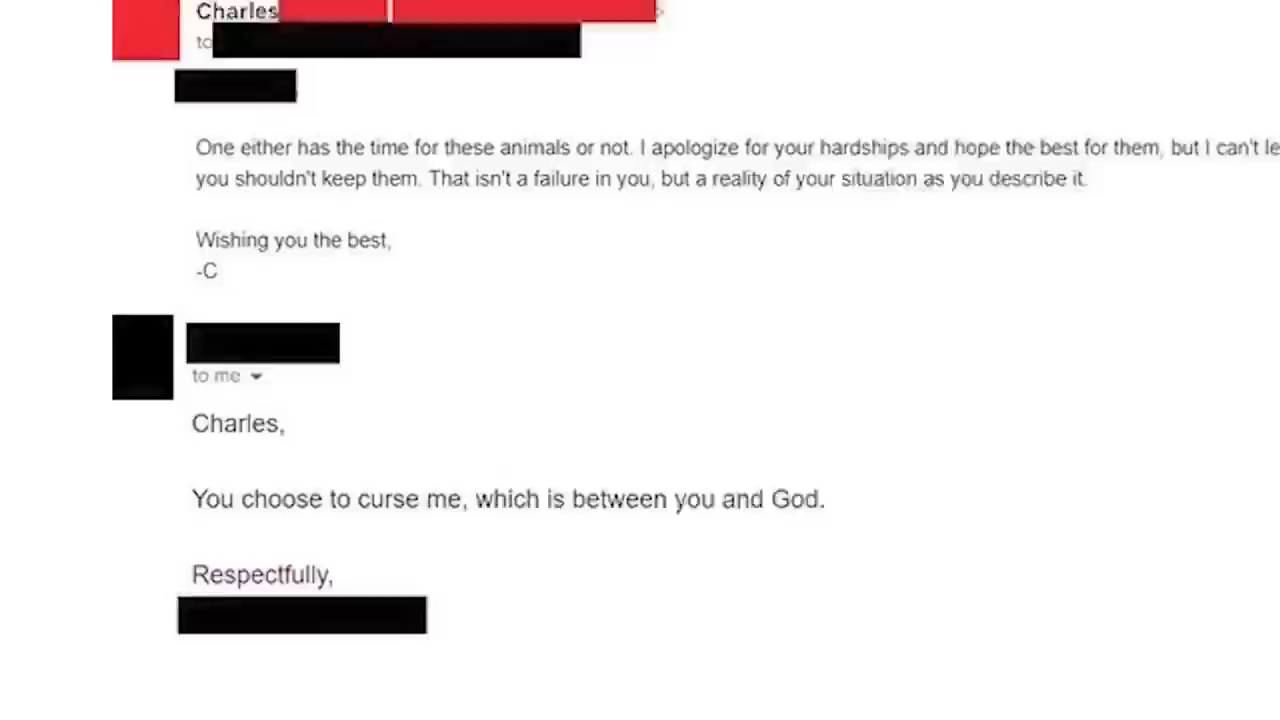 Charles
to
One either has the time for these animals or not. I apologize for your hardships and hope the best for them, but I can't
you shouldn't keep them. That isn't a failure in you, but a reality of your situation as you describe it.
Wishing you the best,
-C
to me
Charles,
You choose to curse me, which is between you and God.
Respectfully,